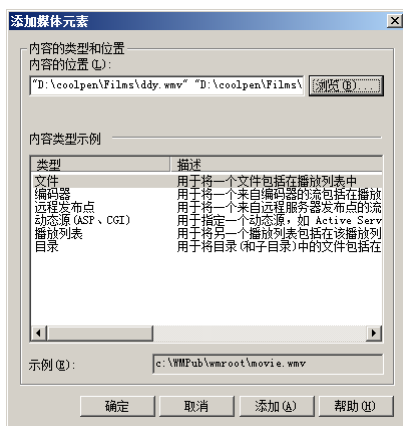 添加媒体元素
内容的类型和位置
内容的位置(L):
"D:\coolpen\Films\ddy.wmv" "D:\coolpen\Films\
浏览(B)...
内容类型示例
类型 描述
文件 用于将一个文件包括在播放列表中
编码器 用于将一个来自编码器的流包括在播放
远程发布点 用于将一个来自远程服务器发布点的流
动态源(ASP、CGI) 用于指定一个动态源，如 Active Serv
播放列表 用于将另一个播放列表包括在该播放列
目录 用于将目录(和子目录)中的文件包括在
示例(E): c:\WMPub\wmroot\movie.wmv
确定 取消 添加(A) 帮助(H)